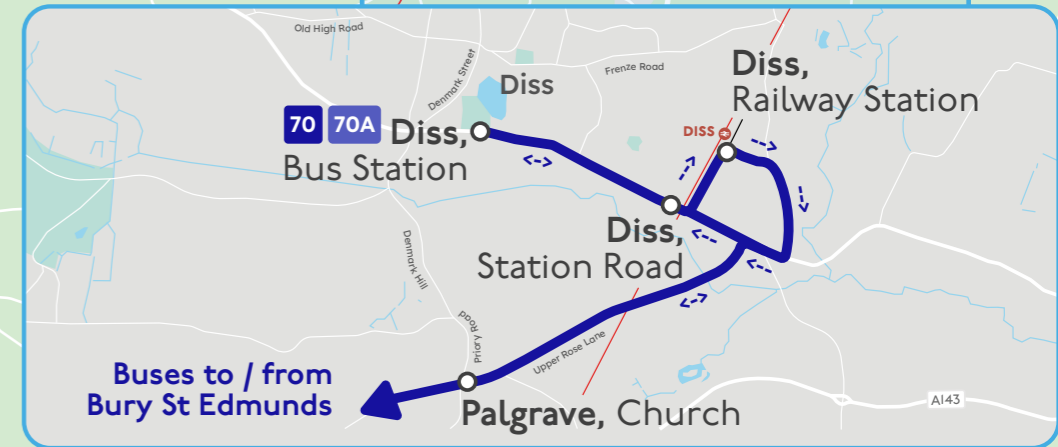 Old High Road
Denmark Street
Frenze Road
Diss
Diss,
Railway Station
DISS
70 70A Diss,
Bus Station
Diss,
Station Road
Denmark Hill
Priory Road
Upper Rose Lane
Buses to / from
Bury St Edmunds
Palgrave, Church
A143